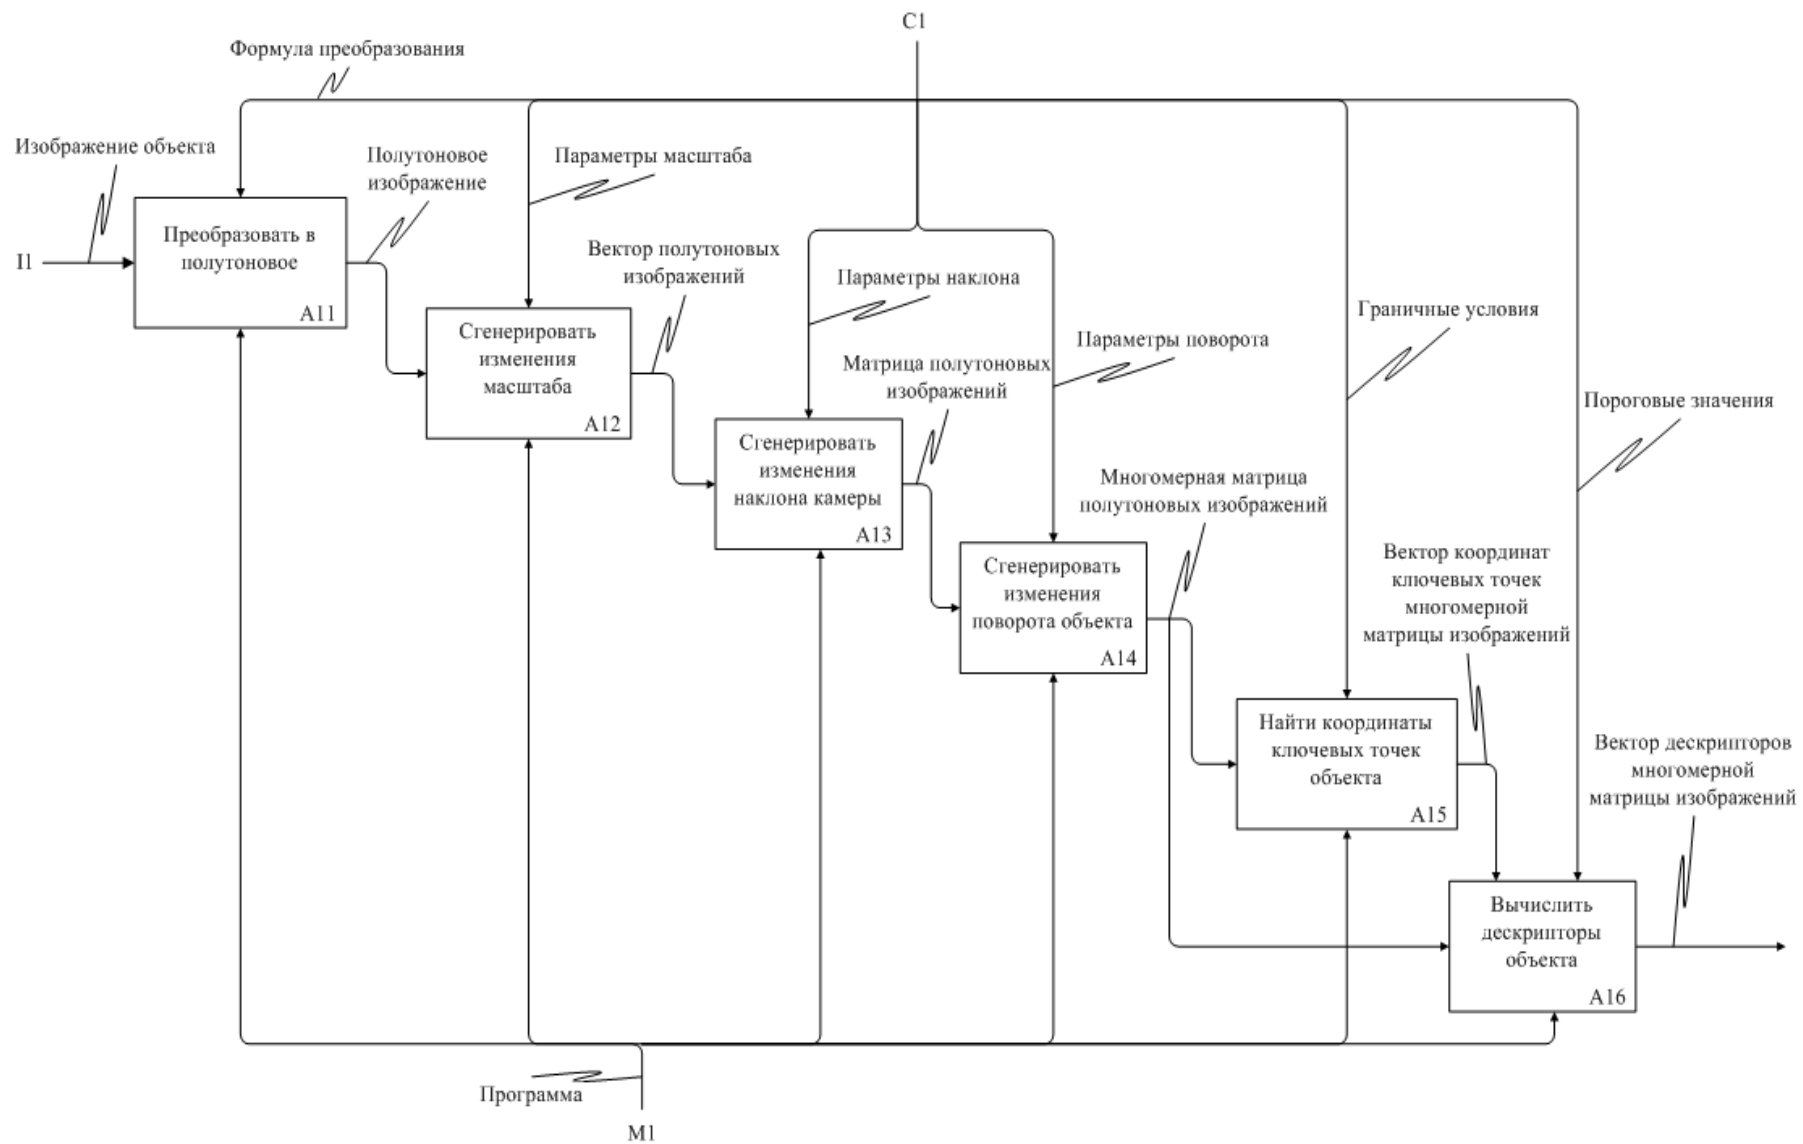 C1
Формула преобразования
Изображение объекта
Полутоновое
изображение
Параметры масштаба
Преобразовать в
полутоновое
A11
I1
Вектор полутоновых
изображений
Параметры наклона
Граничные условия
Сгенерировать
изменения
масштаба
A12
Параметры поворота
Матрица полутоновых
изображений
Пороговые значения
Сгенерировать
изменения
наклона камеры
A13
Многомерная матрица
полутоновых изображений
Вектор координат
ключевых точек
многомерной
матрицы изображений
Сгенерировать
изменения
поворота объекта
A14
Найти координаты
ключевых точек
объекта
A15
Вектор дескрипторов
многомерной
матрицы изображений
Вычислить
дескрипторы
объекта
A16
Программа
M1